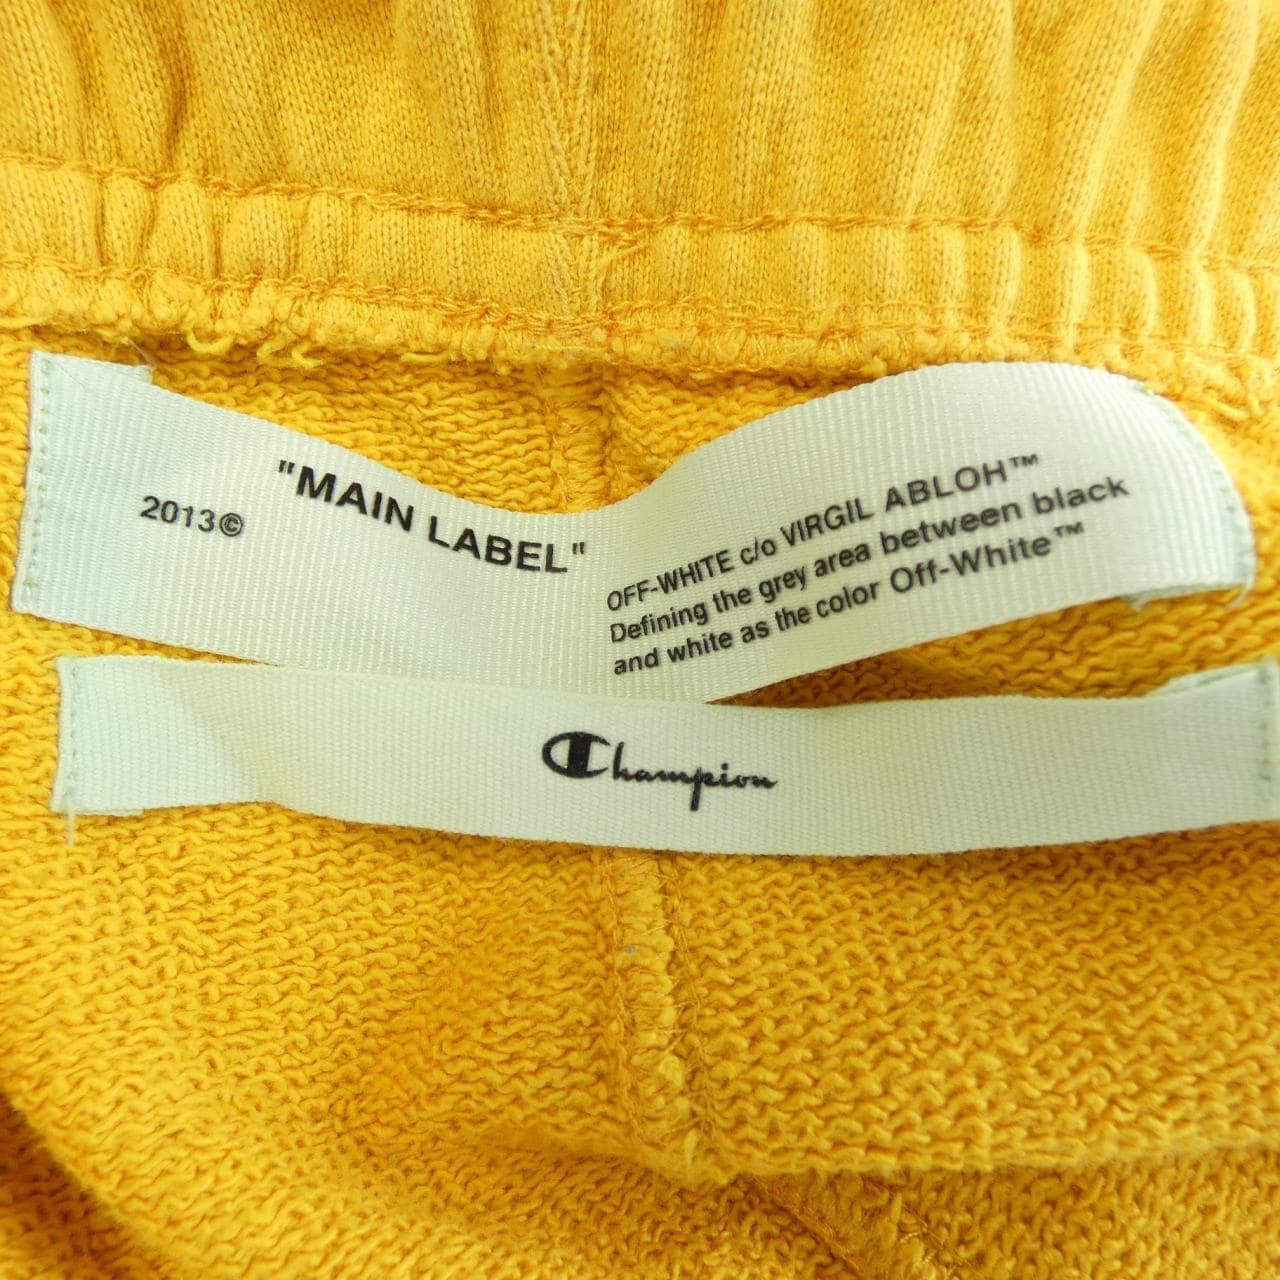 "MAIN LABEL"
2013©
OFF-WHITE c/o VIRGIL ABLOH™
Defining the grey area between black
and white as the color Off-White™
Champion